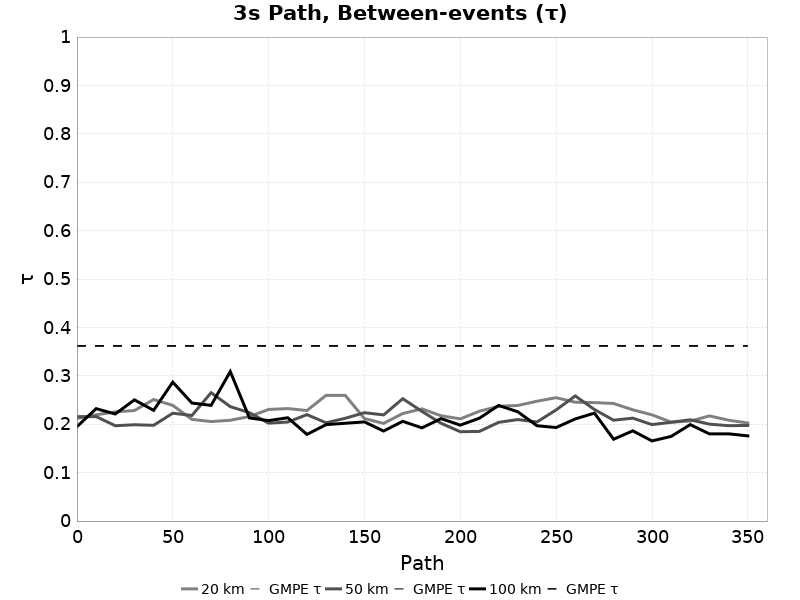 3s Path, Between-events (τ)
1
0.9
0.8
0.7
0.6
0.5
0.4
0.3
0.2
0.1
0
τ
0 50 100 150 200 250 300 350
Path
20 km GMPE τ 50 km GMPE τ 100 km GMPE τ